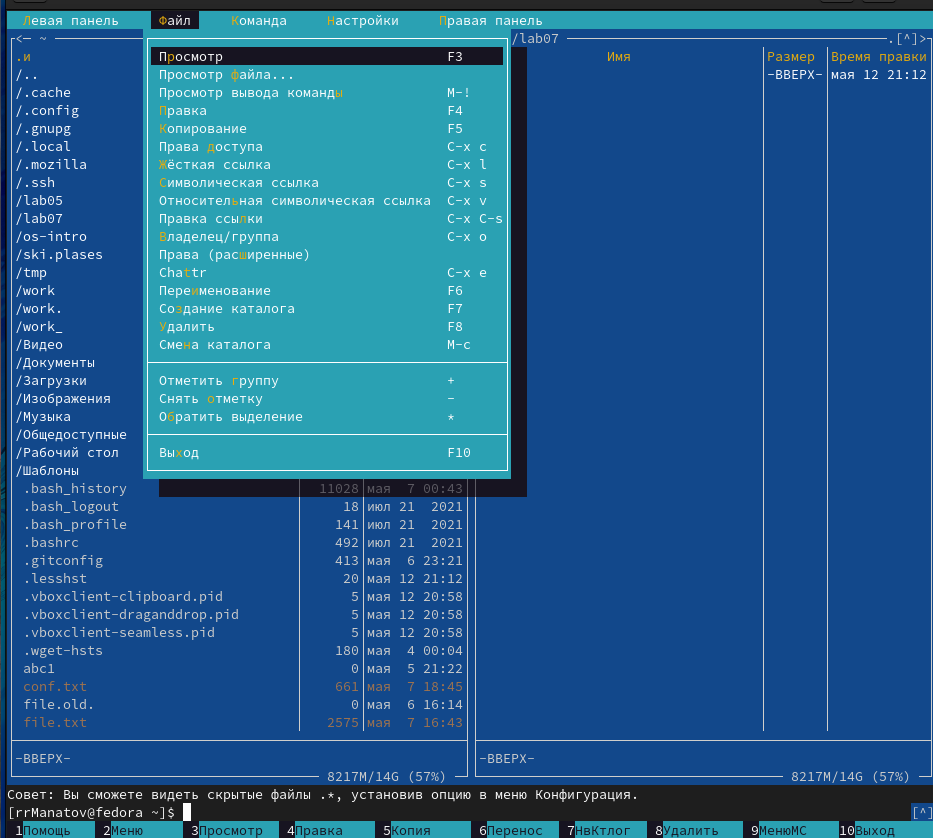 Левая панель Файл Команда Настройки Правая панель
<— ~ /lab07 .[^]>
.и Имя Размер Время правки
/.. -ВВЕРХ- мая 12 21:12
/.cache
/.config
/.gnupg
/.local
/.mozilla
/.ssh
/lab05
/lab07
/os-intro
/ski.plases
/tmp
/work
/work.
/work_
/Видео
/Документы
/Загрузки
/Изображения
/Музыка
/Общедоступные
/Рабочий стол
/Шаблоны
Просмотр F3
Просмотр файла...
Просмотр вывода команды M-!
Правка F4
Копирование F5
Права доступа C-x c
Жёсткая ссылка C-x l
Символическая ссылка C-x s
Относительная символическая ссылка C-x v
Правка ссылки C-x C-s
Владелец/группа C-x o
Права (расширенные)
Chattr C-x e
Переименование F6
Создание каталога F7
Удалить F8
Смена каталога M-c
Отметить группу +
Снять отметку -
Обратить выделение *
Выход F10
.bash_history 11028 мая 7 00:43
.bash_logout 18 июл 21 2021
.bash_profile 141 июл 21 2021
.bashrc 492 июл 21 2021
.gitconfig 413 мая 6 23:21
.lesshst 20 мая 12 21:12
.vboxclient-clipboard.pid 5 мая 12 20:58
.vboxclient-draganddrop.pid 5 мая 12 20:58
.vboxclient-seamless.pid 5 мая 12 20:58
.wget-hsts 180 мая 4 00:04
abc1 0 мая 5 21:22
conf.txt 661 мая 7 18:45
file.old. 0 мая 6 16:14
file.txt 2575 мая 7 16:43
-ВВЕРХ- -ВВЕРХ-
8217M/14G (57%) 8217M/14G (57%)
Совет: Вы сможете видеть скрытые файлы .*, установив опцию в меню Конфигурация.
[rrManatov@fedora ~]$ [^]
1Помощь 2Меню 3Просмотр 4Правка 5Копия 6Перенос 7НвКтлог 8Удалить 9МенюMC 10Выход